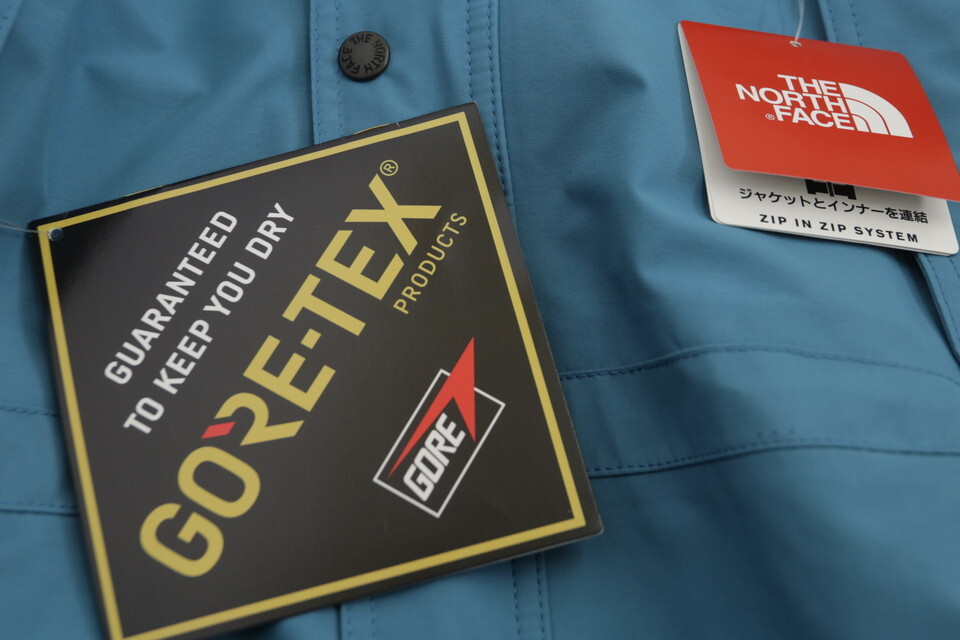 THE NORTH FACE
GUARANTEED
TO KEEP YOU DRY
GORE-TEX®
PRODUCTS
GORE
THE
NORTH
FACE®
ジャケットとインナーを連結
ZIP IN ZIP SYSTEM